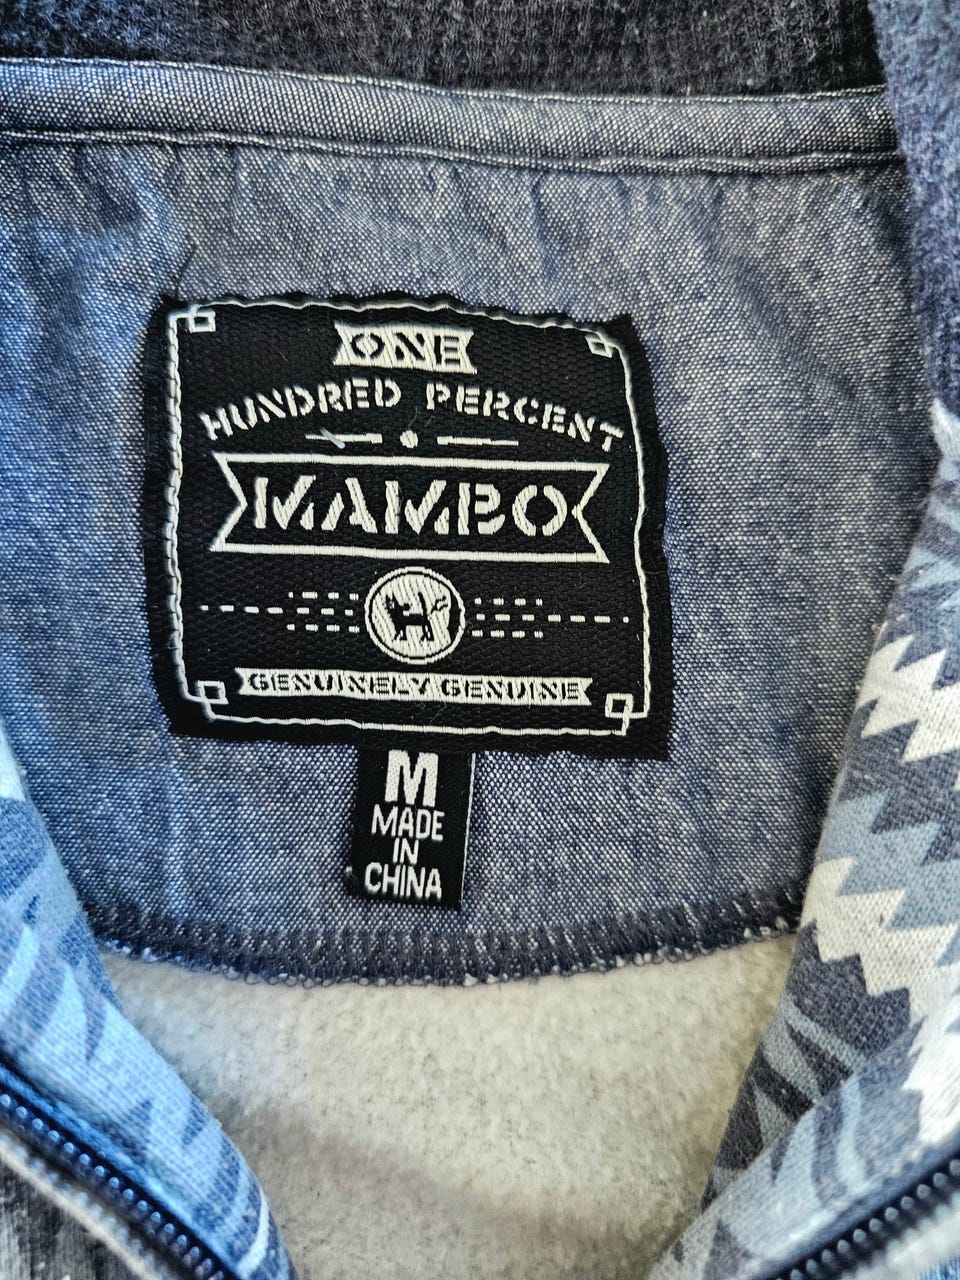 ONE
HUNDRED PERCENT
MAMBO
GENUINELY GENUINE
M
MADE
IN
CHINA